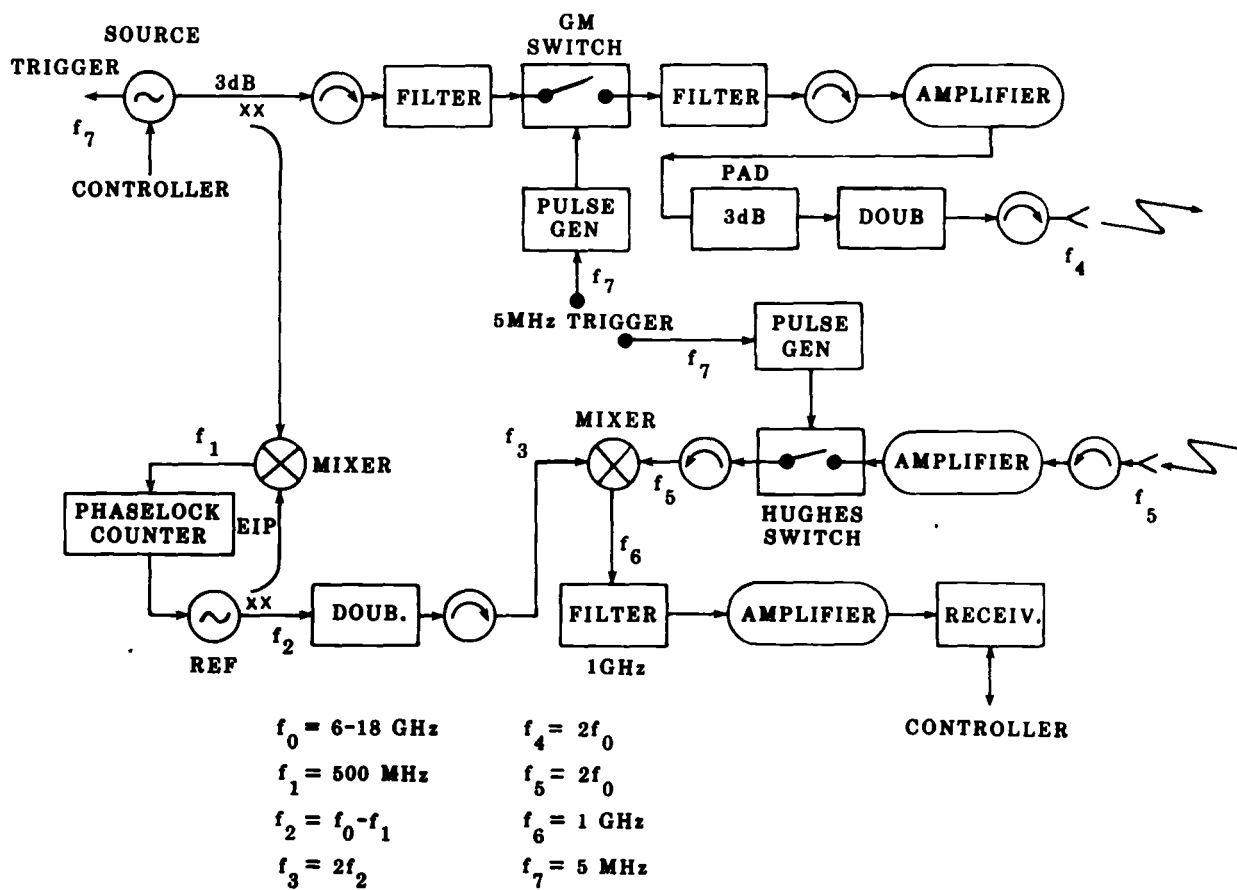 SOURCE
TRIGGER
f7
CONTROLLER
3dB
XX
FILTER
GM
SWITCH
FILTER
AMPLIFIER
PAD
3dB
DOUB
f4
PULSE
GEN
f7
5MHz TRIGGER
f7
PULSE
GEN
MIXER
f1
MIXER
f3
f5
HUGHES
SWITCH
AMPLIFIER
f5
PHASELOCK
COUNTER
EIP
XX
REF
f2
DOUB.
f6
FILTER
1GHz
AMPLIFIER
RECEIV.
CONTROLLER
f0 = 6-18 GHz
f4 = 2f0
f1 = 500 MHz
f5 = 2f0
f2 = f0-f1
f6 = 1 GHz
f3 = 2f2
f7 = 5 MHz